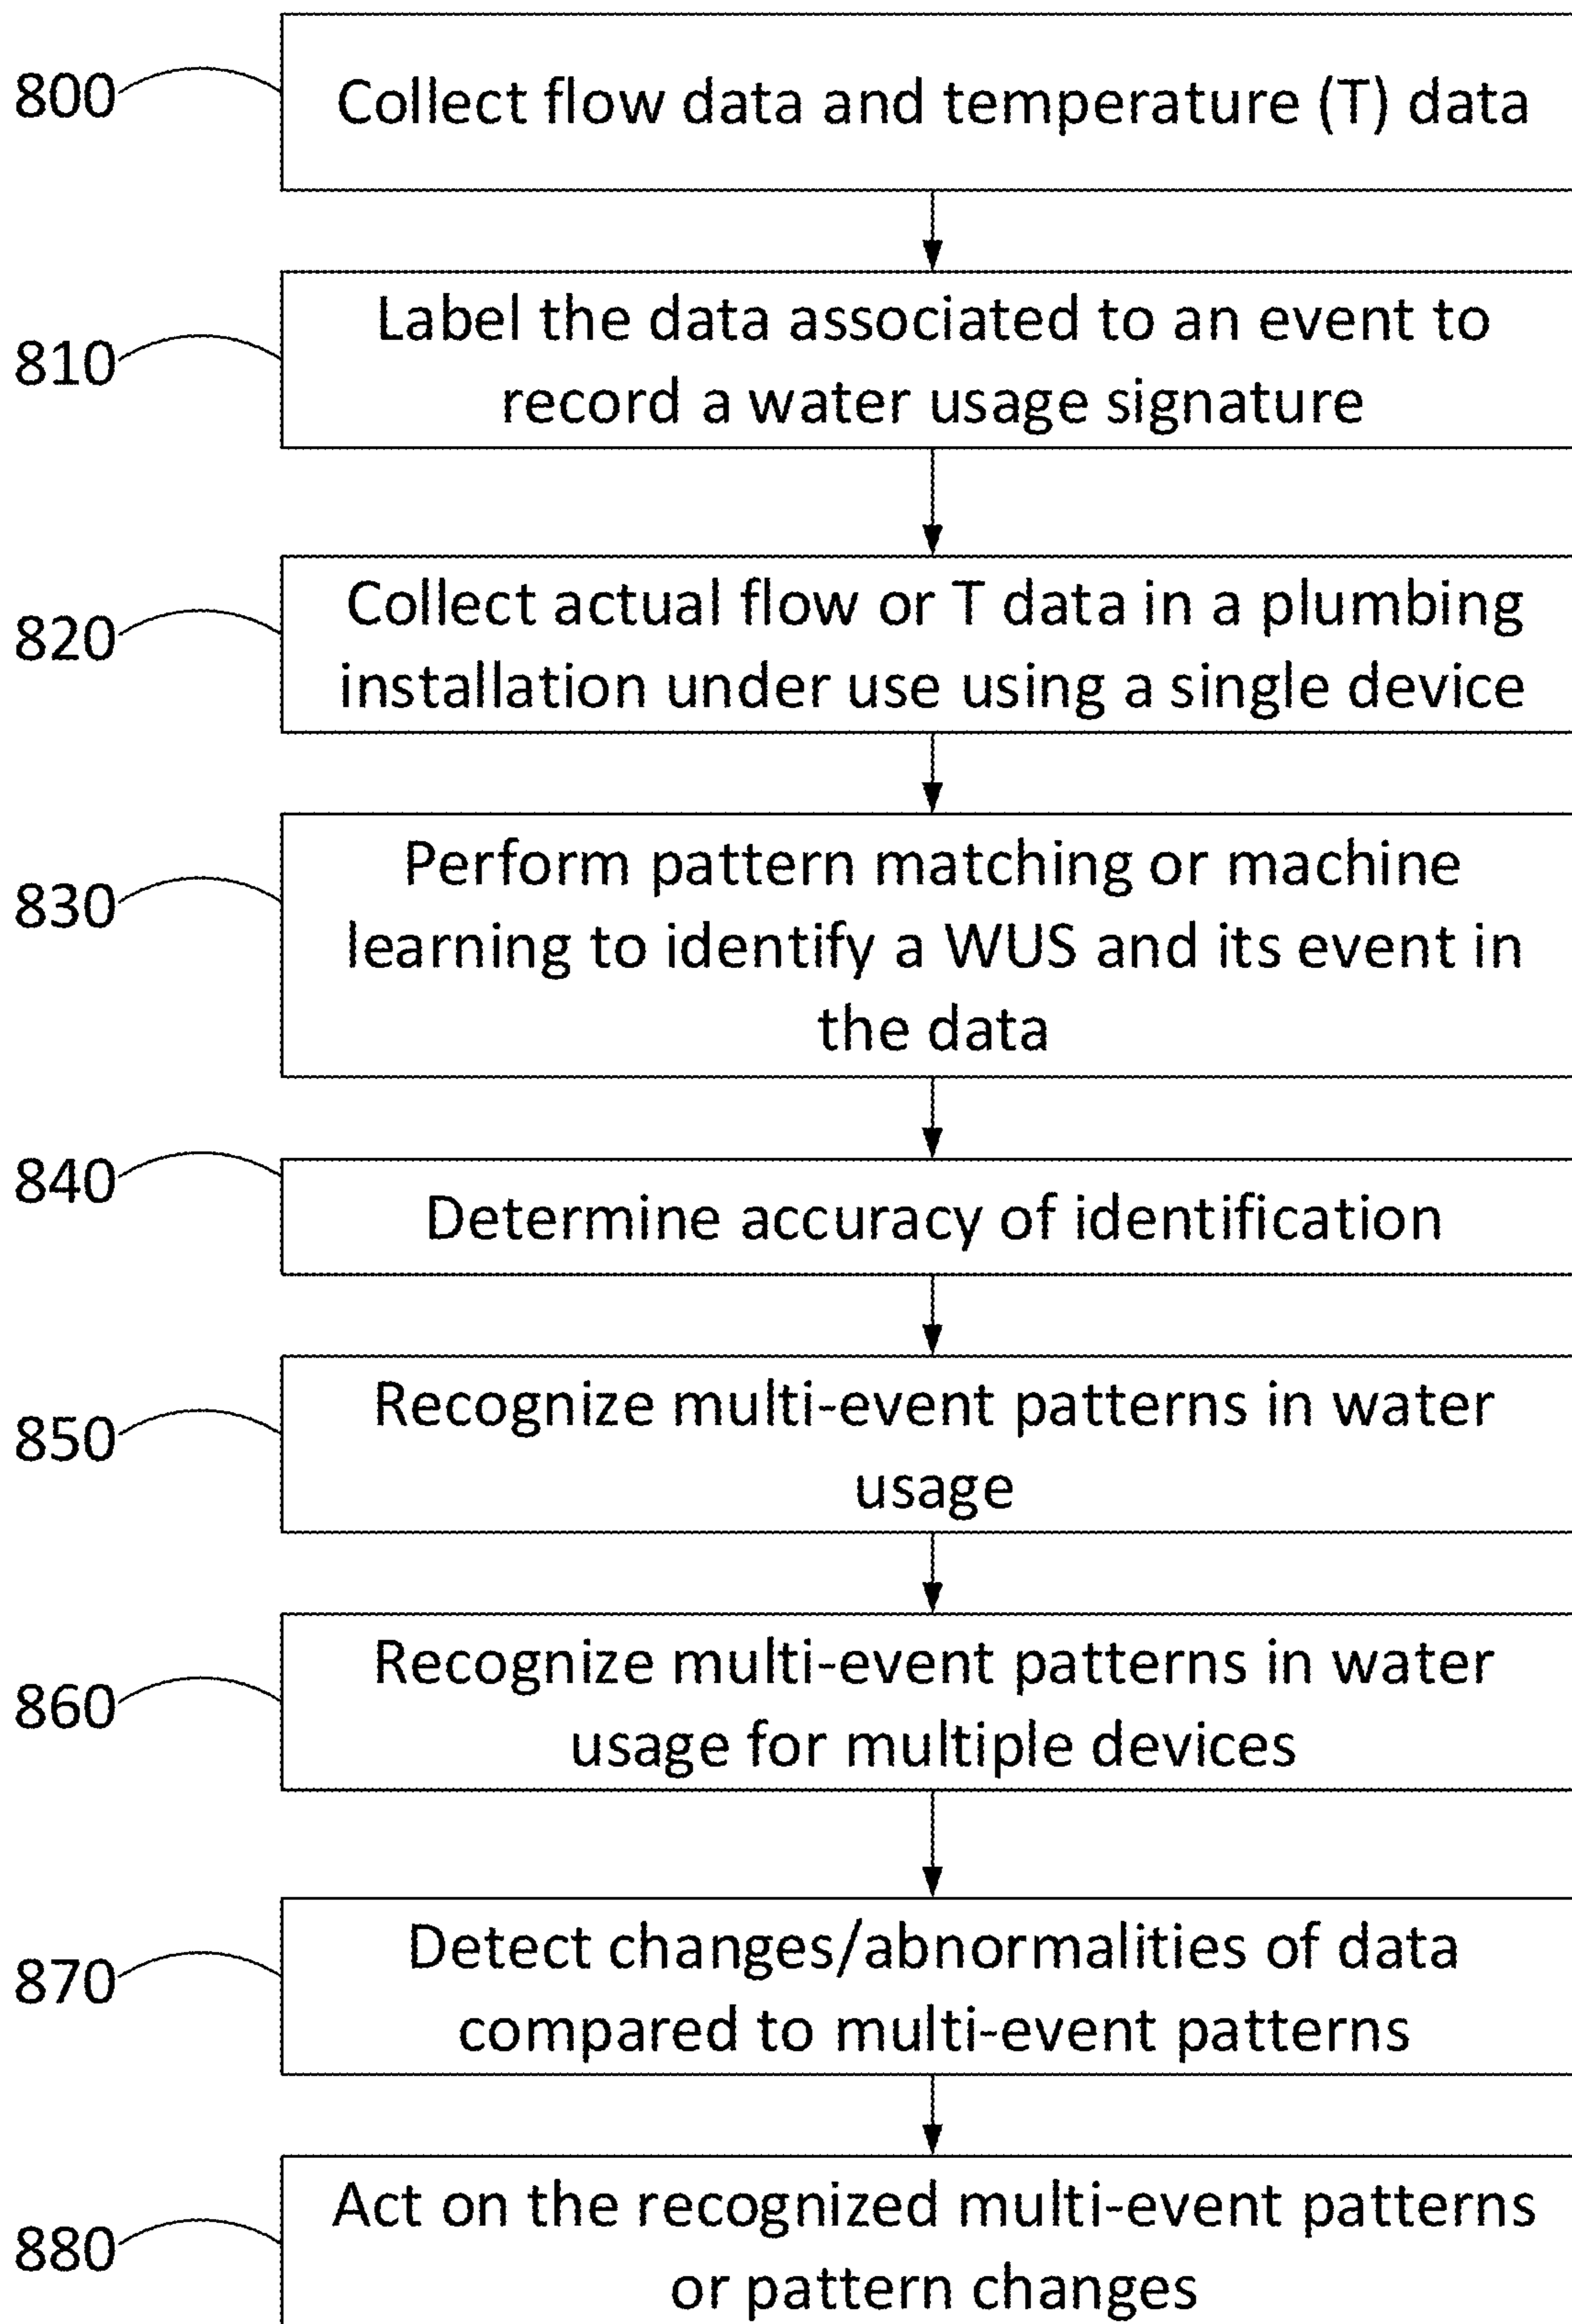 800
Collect flow data and temperature (T) data
810
Label the data associated to an event to
record a water usage signature
820
Collect actual flow or T data in a plumbing
installation under use using a single device
830
Perform pattern matching or machine
learning to identify a WUS and its event in
the data
840
Determine accuracy of identification
850
Recognize multi-event patterns in water
usage
860
Recognize multi-event patterns in water
usage for multiple devices
870
Detect changes/abnormalities of data
compared to multi-event patterns
880
Act on the recognized multi-event patterns
or pattern changes